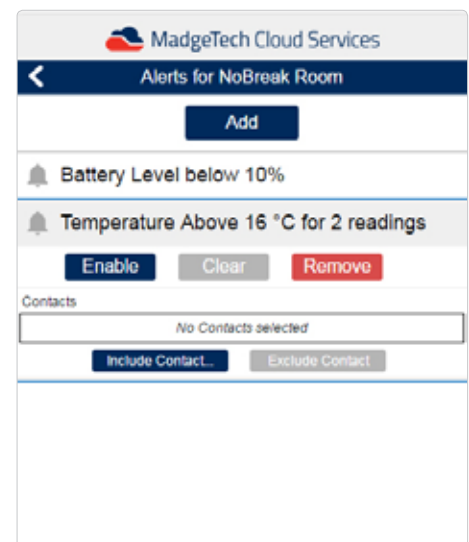 MadgeTech Cloud Services
Alerts for NoBreak Room
Add
Battery Level below 10%
Temperature Above 16 °C for 2 readings
Enable Clear Remove
Contacts
No Contacts selected
Include Contact... Exclude Contact